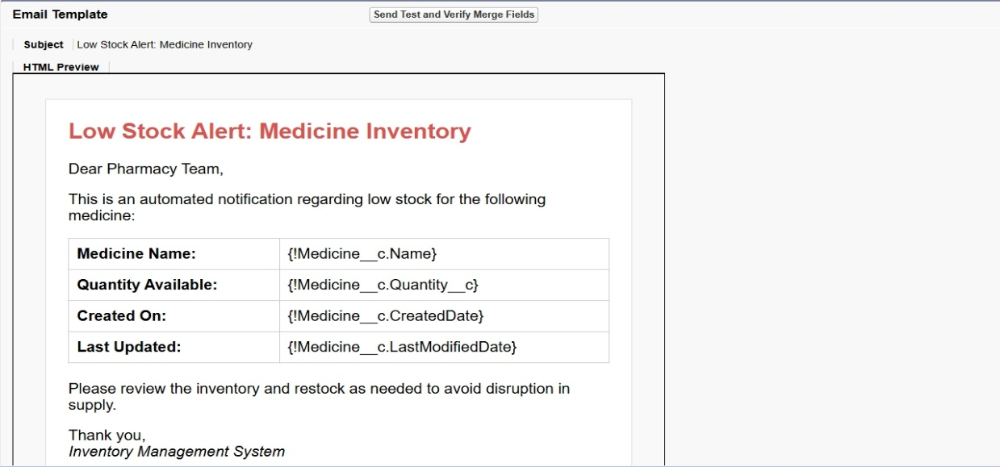 Email Template
Send Test and Verify Merge Fields
Subject
Low Stock Alert: Medicine Inventory
HTML Preview
Low Stock Alert: Medicine Inventory
Dear Pharmacy Team,
This is an automated notification regarding low stock for the following
medicine:
Medicine Name: {!Medicine__c.Name}
Quantity Available: {!Medicine__c.Quantity__c}
Created On: {!Medicine__c.CreatedDate}
Last Updated: {!Medicine__c.LastModifiedDate}
Please review the inventory and restock as needed to avoid disruption in
supply.
Thank you,
Inventory Management System